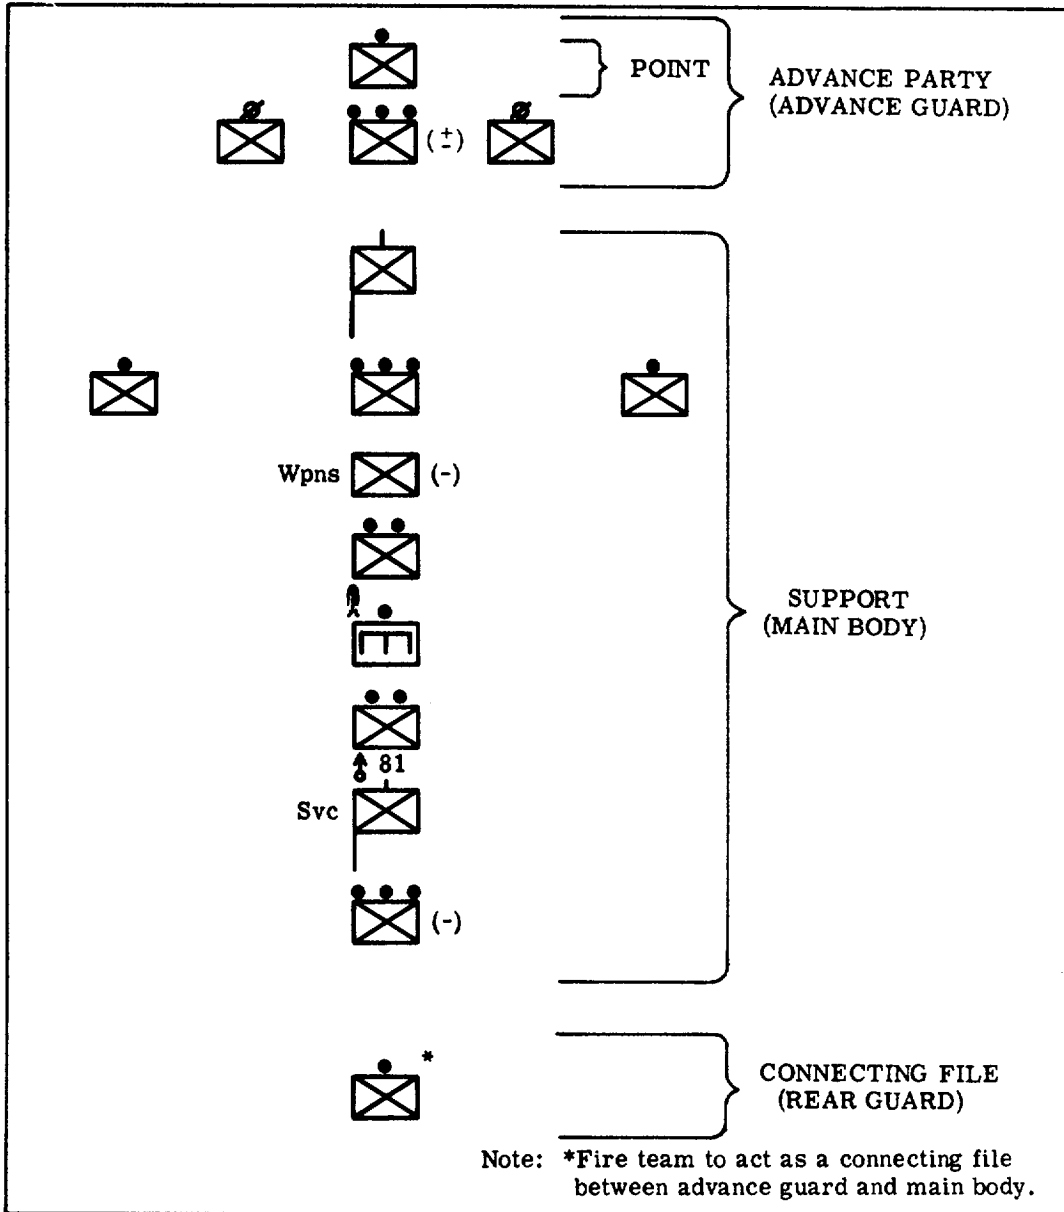 POINT
ADVANCE PARTY
(ADVANCE GUARD)
(±)
Wpns (-)
SUPPORT
(MAIN BODY)
81
Svc
(-)
*
CONNECTING FILE
(REAR GUARD)
Note: *Fire team to act as a connecting file
between advance guard and main body.